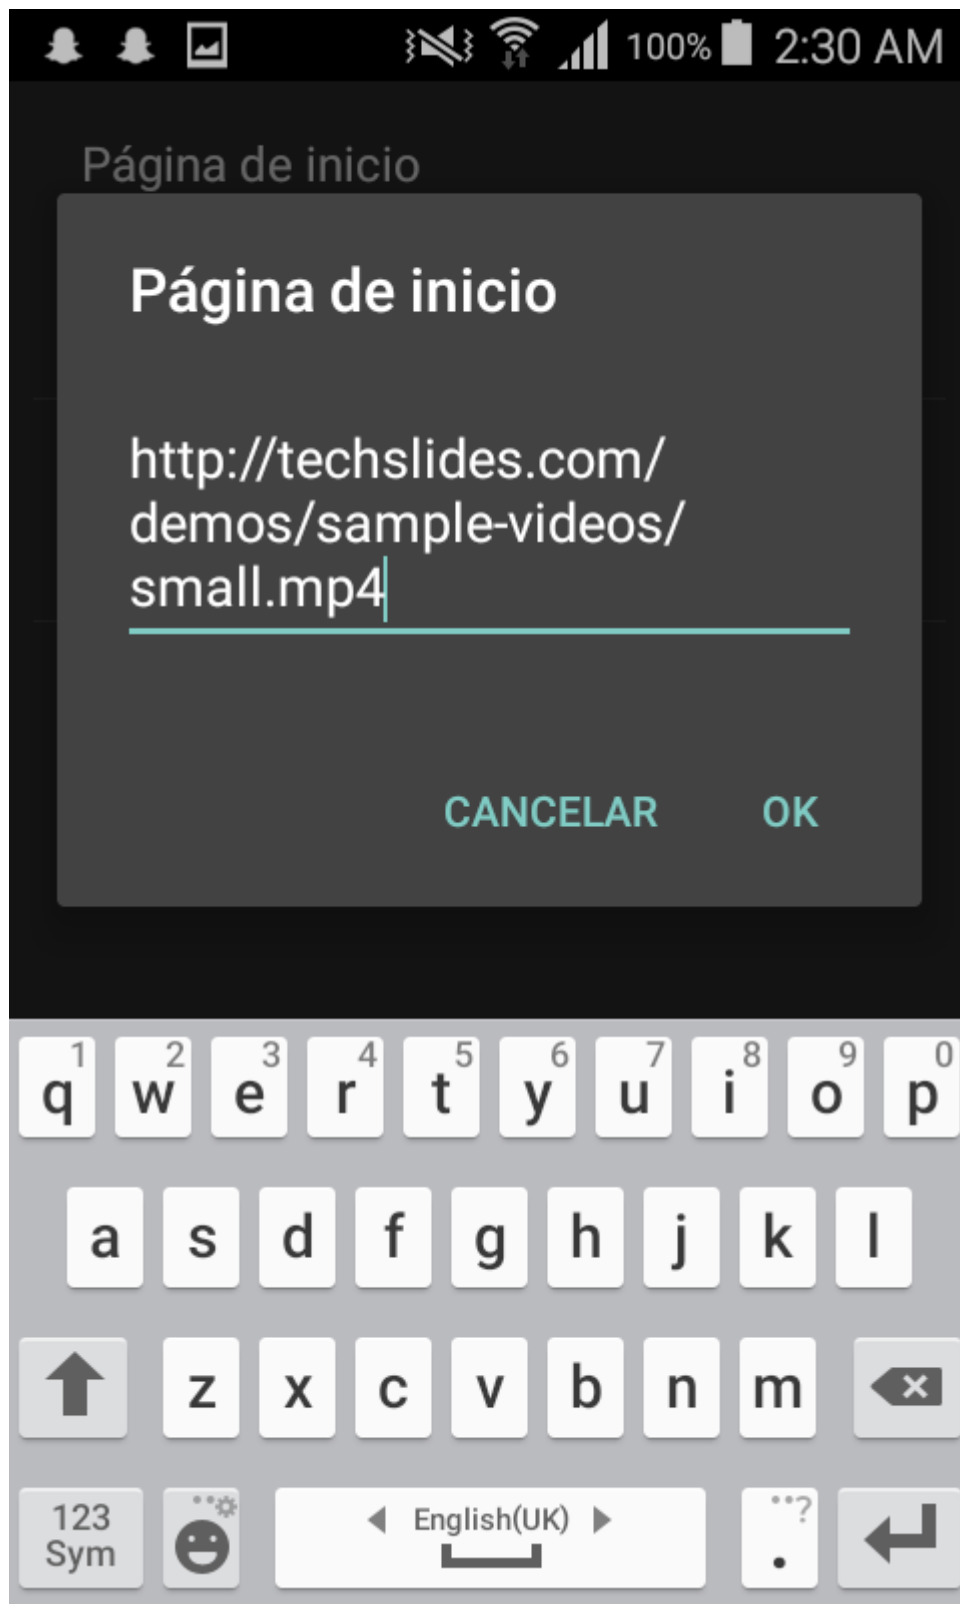 100% 2:30 AM
Página de inicio
Página de inicio
http://techslides.com/
demos/sample-videos/
small.mp4
CANCELAR OK
1 2 3 4 5 6 7 8 9 0
q w e r t y u i o p
a s d f g h j k l
z x c v b n m
123
Sym
English(UK)
. ?